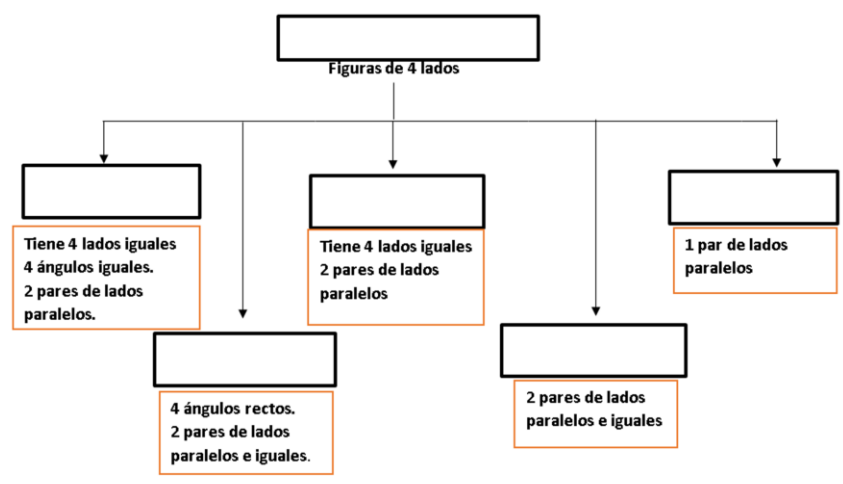 Figuras de 4 lados
Tiene 4 lados iguales
4 ángulos iguales.
2 pares de lados
paralelos.
Tiene 4 lados iguales
2 pares de lados
paralelos
1 par de lados
paralelos
4 ángulos rectos.
2 pares de lados
paralelos e iguales.
2 pares de lados
paralelos e iguales